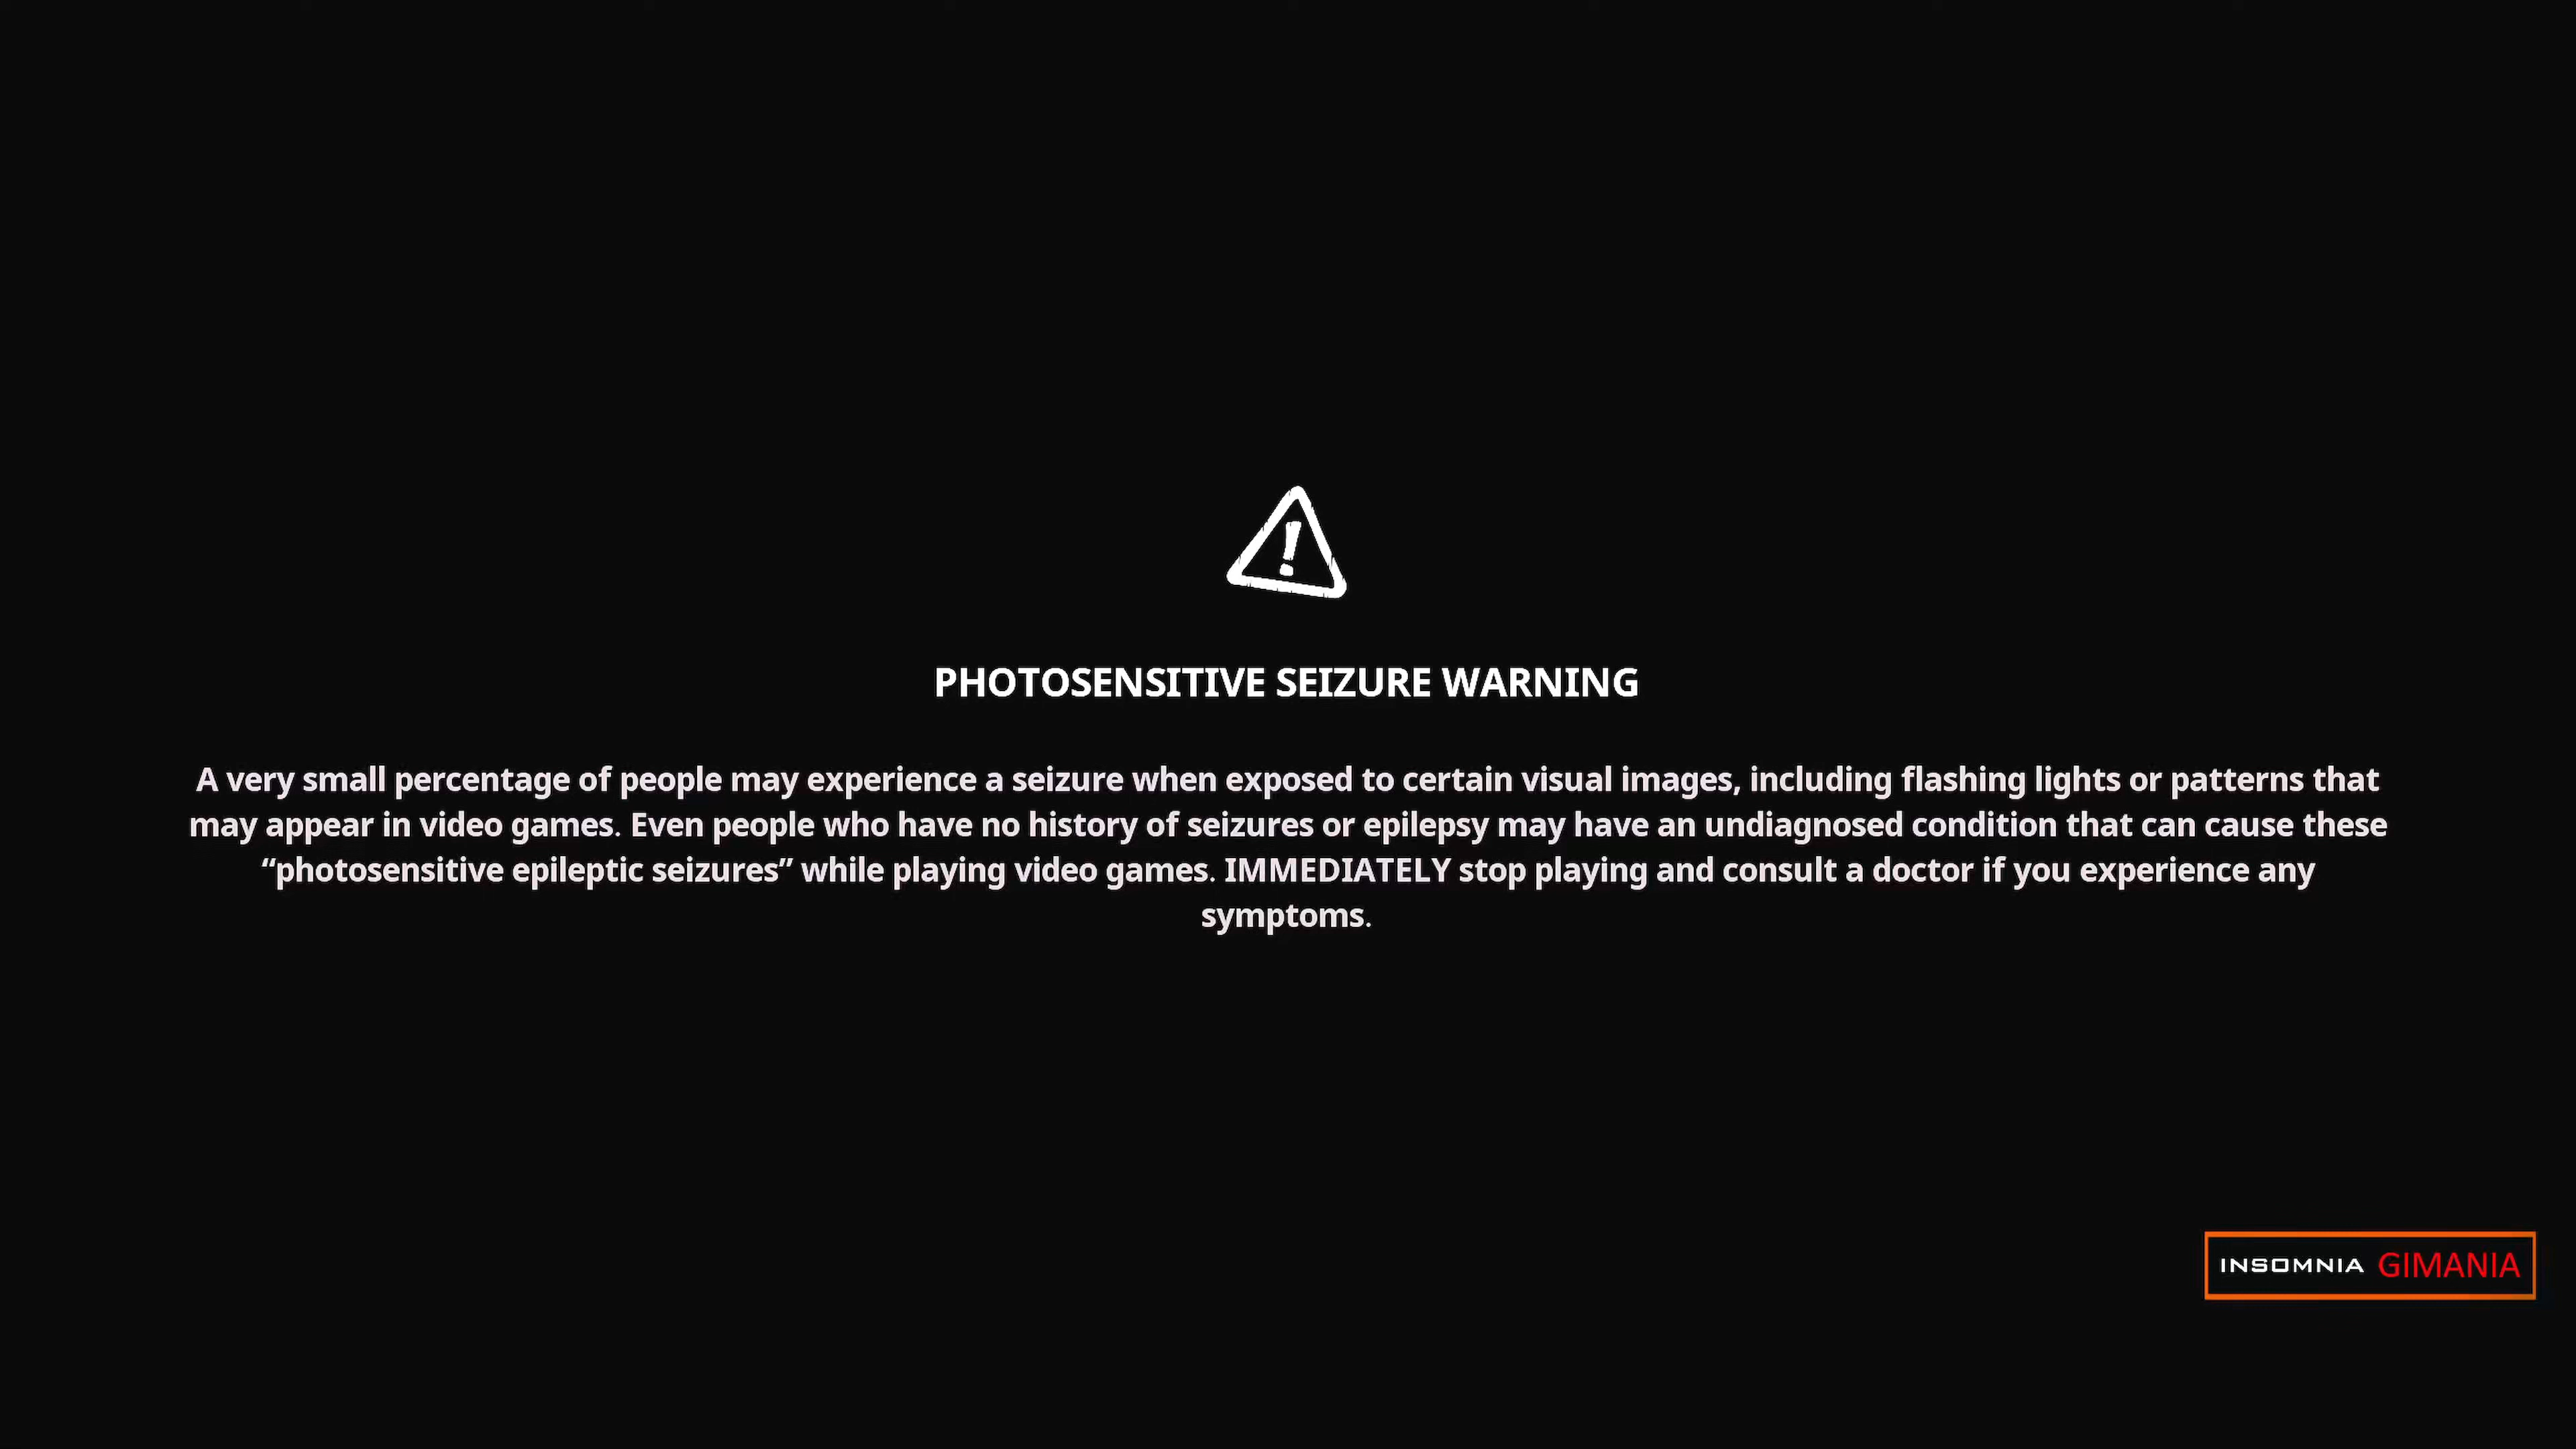 PHOTOSENSITIVE SEIZURE WARNING
A very small percentage of people may experience a seizure when exposed to certain visual images, including flashing lights or patterns that
may appear in video games. Even people who have no history of seizures or epilepsy may have an undiagnosed condition that can cause these
“photosensitive epileptic seizures” while playing video games. IMMEDIATELY stop playing and consult a doctor if you experience any
symptoms.
INSOMNIA GIMANIA